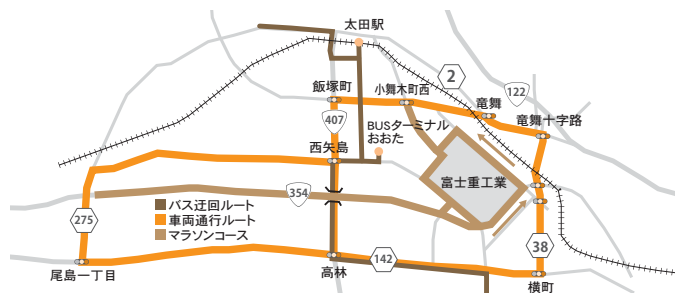 太田駅
2
飯塚町
小舞木町西
竜舞
122
竜舞十字路
407
BUSターミナル
おおた
西矢島
富士重工業
354
275
バス迂回ルート
車両通行ルート
マラソンコース
38
142
尾島一丁目
高林
横町